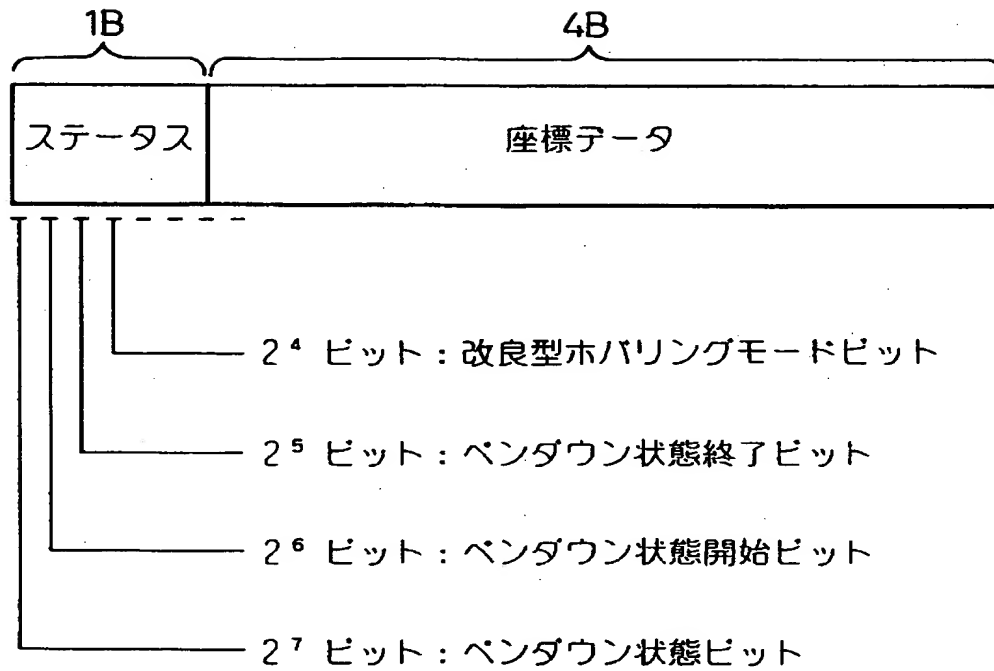 1B 4B
ステータス 座標データ
2⁴ ビット：改良型ホバリングモードビット
2⁵ ビット：ペンダウン状態終了ビット
2⁶ ビット：ペンダウン状態開始ビット
2⁷ ビット：ペンダウン状態ビット